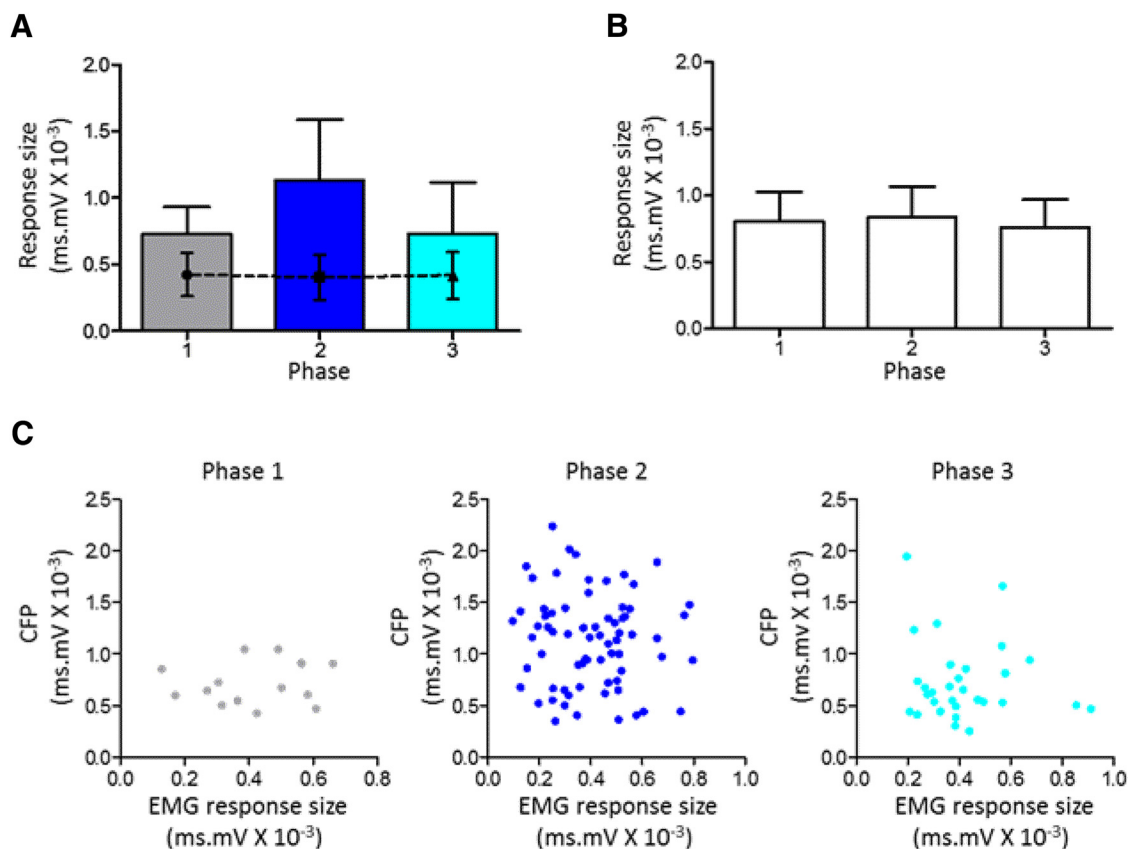 A
B
2.0
1.5
1.0
0.5
0.0
Response size
(ms.mV X 10-3)
1 2 3
Phase
2.0
1.5
1.0
0.5
0.0
Response size
(ms.mV X 10-3)
1 2 3
Phase
C
Phase 1
2.5
2.0
1.5
1.0
0.5
0.0
CFP
(ms.mV X 10-3)
0.0 0.2 0.4 0.6 0.8
EMG response size
(ms.mV X 10-3)
Phase 2
2.5
2.0
1.5
1.0
0.5
0.0
CFP
(ms.mV X 10-3)
0.0 0.2 0.4 0.6 0.8 1.0
EMG response size
(ms.mV X 10-3)
Phase 3
2.5
2.0
1.5
1.0
0.5
0.0
CFP
(ms.mV X 10-3)
0.0 0.2 0.4 0.6 0.8 1.0
EMG response size
(ms.mV X 10-3)